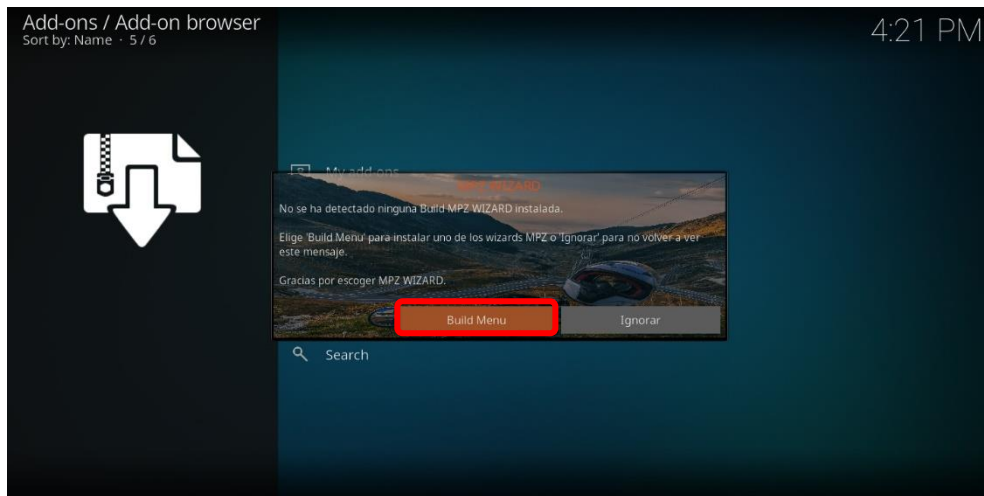 Add-ons / Add-on browser
Sort by: Name · 5 / 6
4:21 PM
My add-ons
MPZ WIZARD
No se ha detectado ninguna Build MPZ WIZARD instalada.
Elige 'Build Menu' para instalar uno de los wizards MPZ o 'Ignorar' para no volver a ver
este mensaje.
Gracias por escoger MPZ WIZARD.
Build Menu
Ignorar
Search